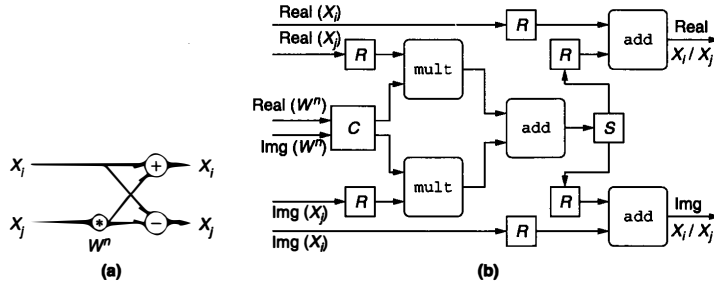 X_i
X_j
*
W^n
+
−
X_i
X_j
(a)
Real (X_i)
Real (X_j)
R
mult
Real (W^n)
Img (W^n)
C
mult
Img (X_j)
R
Img (X_i)
add
S
R
R
add
Real
X_i / X_j
R
R
add
Img
X_i / X_j
(b)